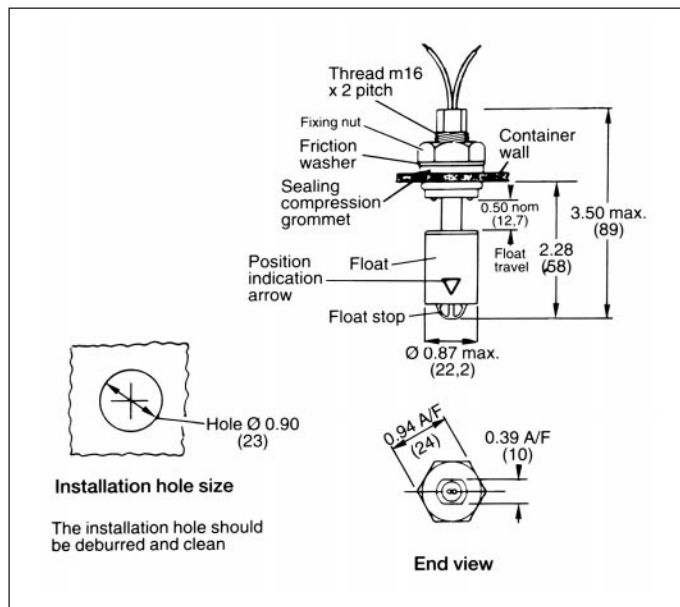 Thread m16
x 2 pitch
Fixing nut
Friction
washer
Sealing
compression
grommet
Container
wall
0.50 nom
(12,7)
Float
travel
3.50 max.
(89)
2.28
(58)
Position
indication
arrow
Float
Float stop
Ø 0.87 max.
(22,2)
Hole Ø 0.90
(23)
Installation hole size
The installation hole should
be deburred and clean
0.94 A/F
(24)
0.39 A/F
(10)
End view